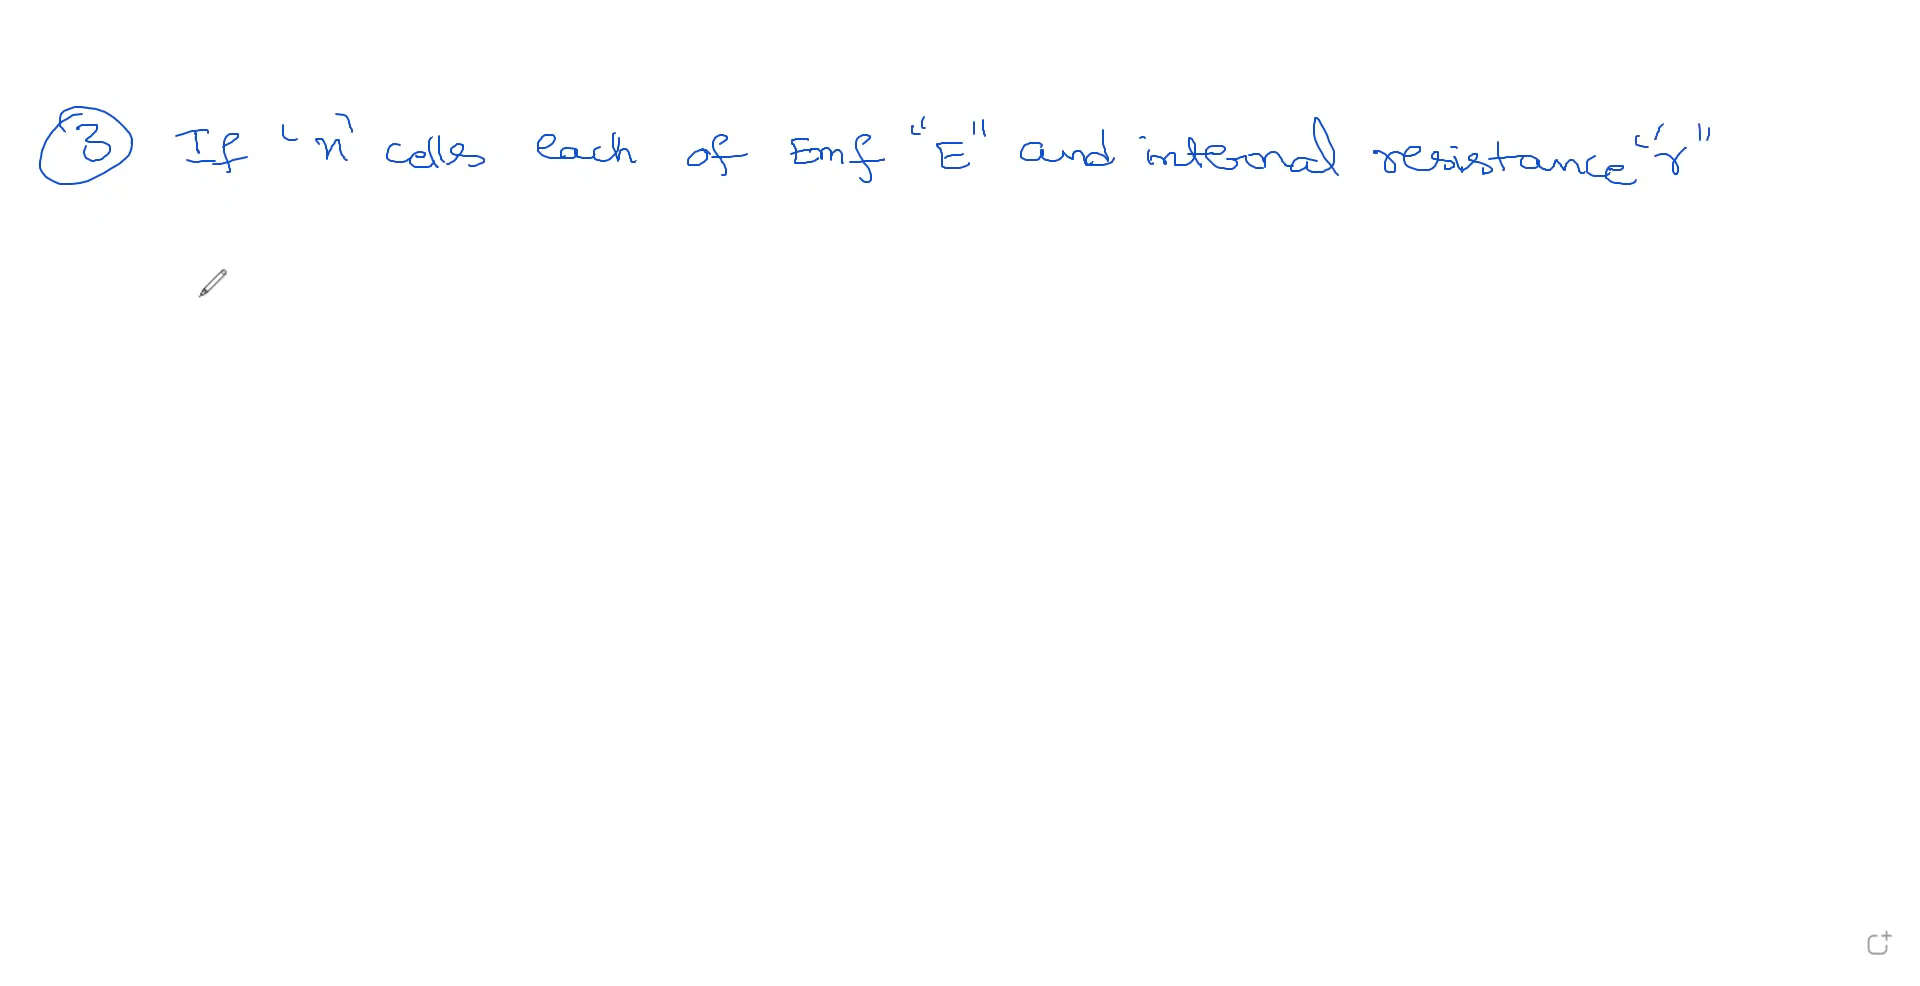 3 If 'n' cells each of Emf "E" and internal resistance "r"